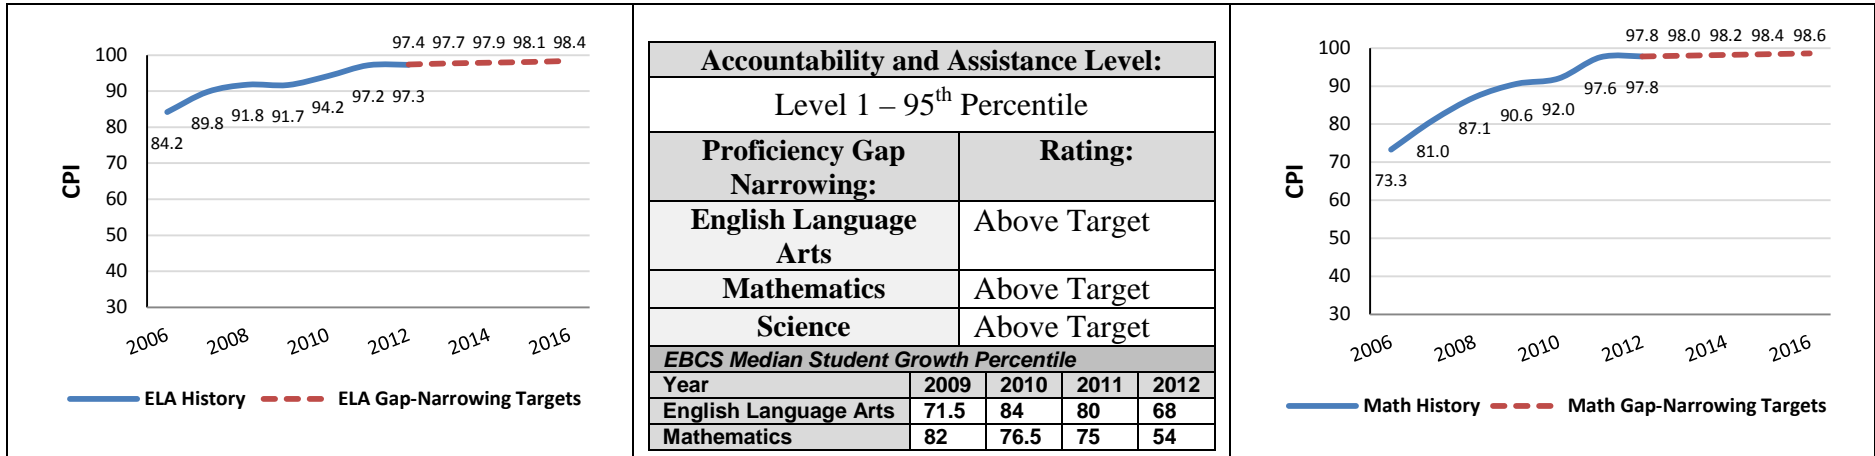 97.4 97.7 97.9 98.1 98.4
100
90
80
70
60
50
40
30
CPI
84.2
89.8
91.8
91.7
94.2
97.2
97.3
2006
2008
2010
2012
2014
2016
ELA History
ELA Gap-Narrowing Targets
Accountability and Assistance Level:
Level 1 – 95th Percentile
Proficiency Gap
Narrowing:
Rating:
English Language
Arts
Above Target
Mathematics
Above Target
Science
Above Target
EBCS Median Student Growth Percentile
Year 2009 2010 2011 2012
English Language Arts 71.5 84 80 68
Mathematics 82 76.5 75 54
97.8 98.0 98.2 98.4 98.6
100
90
80
70
60
50
40
30
CPI
73.3
81.0
87.1
90.6
92.0
97.6
97.8
2006
2008
2010
2012
2014
2016
Math History
Math Gap-Narrowing Targets